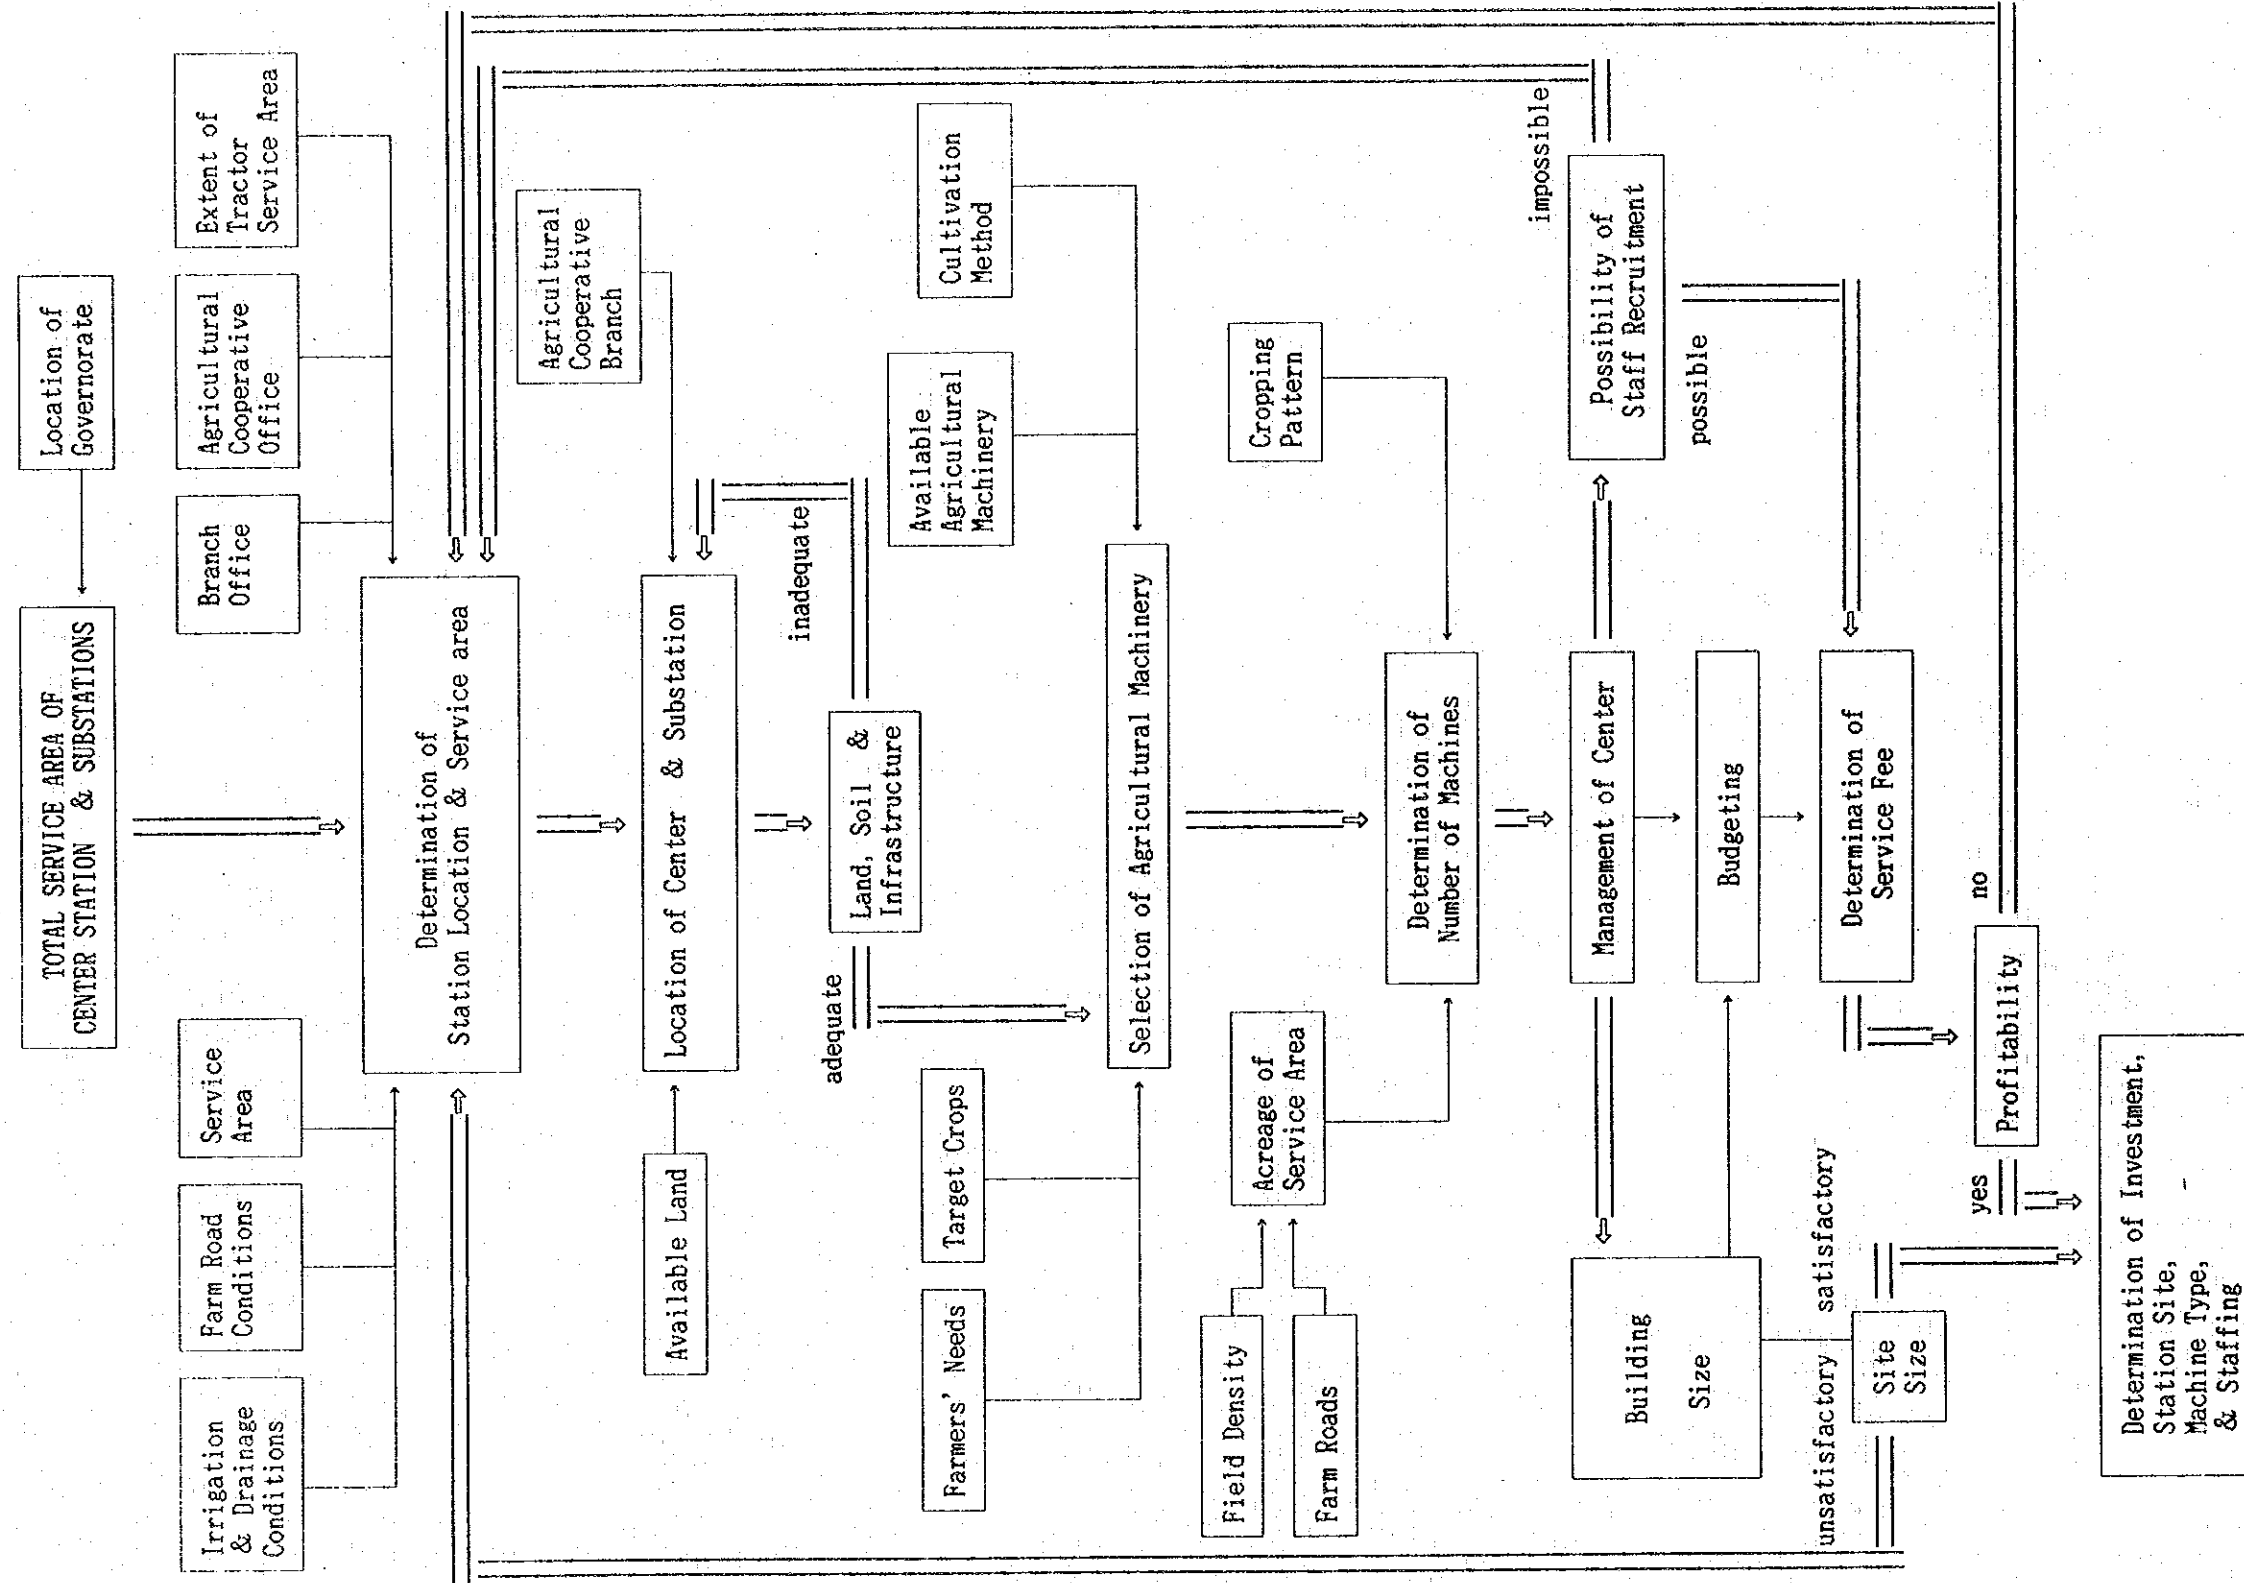 TOTAL SERVICE AREA OF
CENTER STATION & SUBSTATIONS
Location of
Governorate
Irrigation
& Drainage
Conditions
Farm Road
Conditions
Service
Area
Branch
Office
Agricultural
Cooperative
Office
Extent of
Tractor
Service Area
Determination of
Station Location & Service area
Available Land
Location of Center & Substation
Agricultural
Cooperative
Branch
adequate
Land, Soil &
Infrastructure
inadequate
Farmers' Needs
Target Crops
Available
Agricultural
Machinery
Cultivation
Method
Selection of Agricultural Machinery
Field Density
Farm Roads
Acreage of
Service Area
Cropping
Pattern
Determination of
Number of Machines
Building
Size
Management of Center
Possibility of
Staff Recruitment
impossible
possible
Budgeting
unsatisfactory
satisfactory
Site
Size
Determination of
Service Fee
yes
Profitability
no
Determination of Investment,
Station Site,
Machine Type,
& Staffing